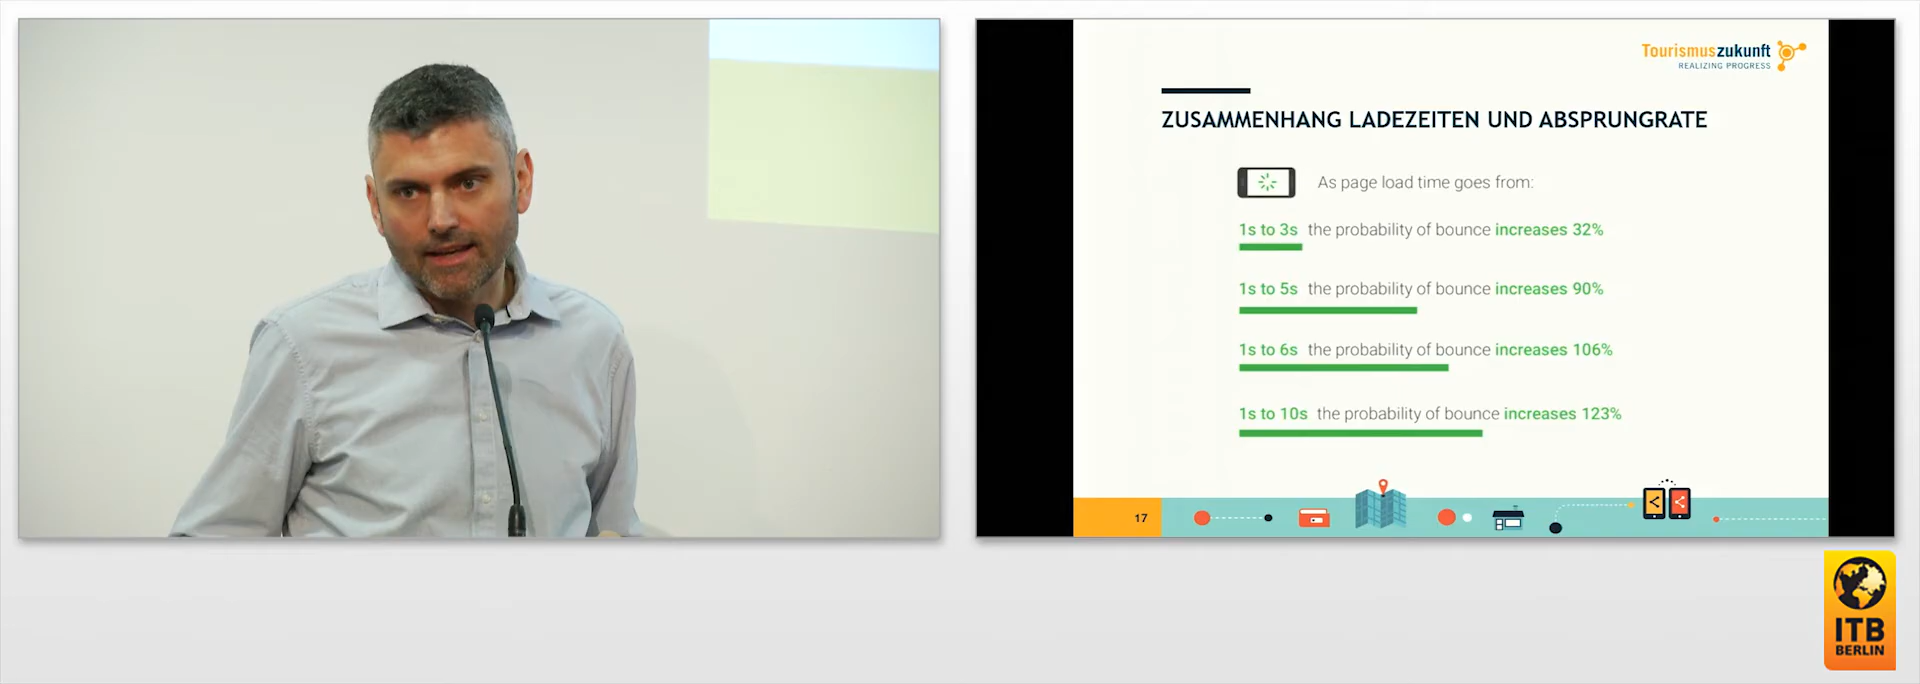 Tourismuszukunft
REALIZING PROGRESS
ZUSAMMENHANG LADEZEITEN UND ABSPRUNGRATE
As page load time goes from:
1s to 3s the probability of bounce increases 32%
1s to 5s the probability of bounce increases 90%
1s to 6s the probability of bounce increases 106%
1s to 10s the probability of bounce increases 123%
17
ITB
BERLIN